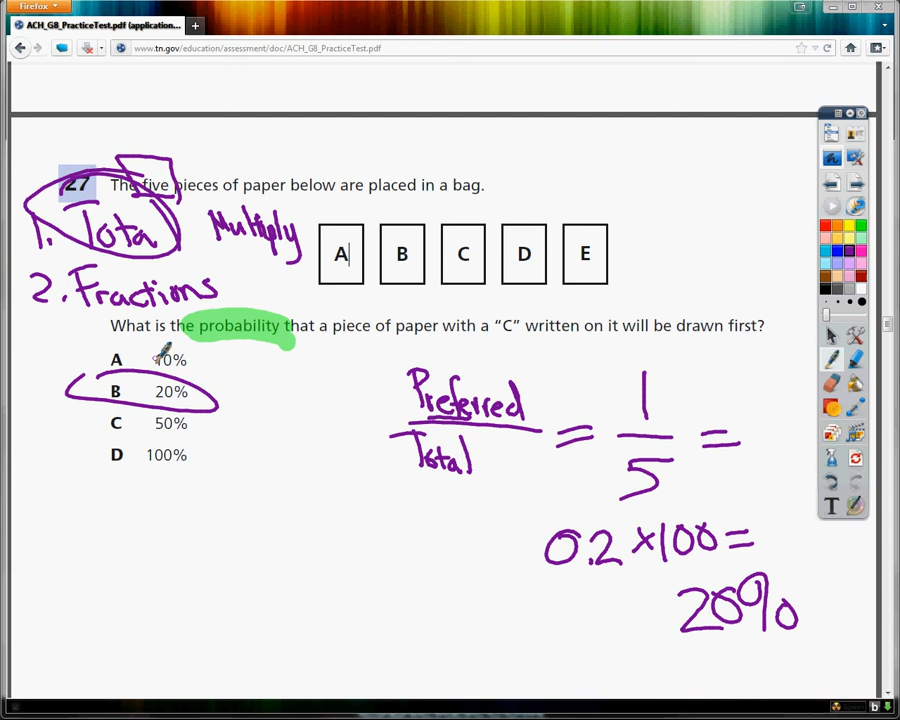 Firefox
ACH_G8_PracticeTest.pdf (application...
www.tn.gov/education/assessment/doc/ACH_G8_PracticeTest.pdf
27 The five pieces of paper below are placed in a bag.
1. Total Multiply
A B C D E
2. Fractions
What is the probability that a piece of paper with a “C” written on it will be drawn first?
A 10%
B 20%
C 50%
D 100%
Preferred
Total
= 1
5
=
0.2 x 100 =
20%
T
b